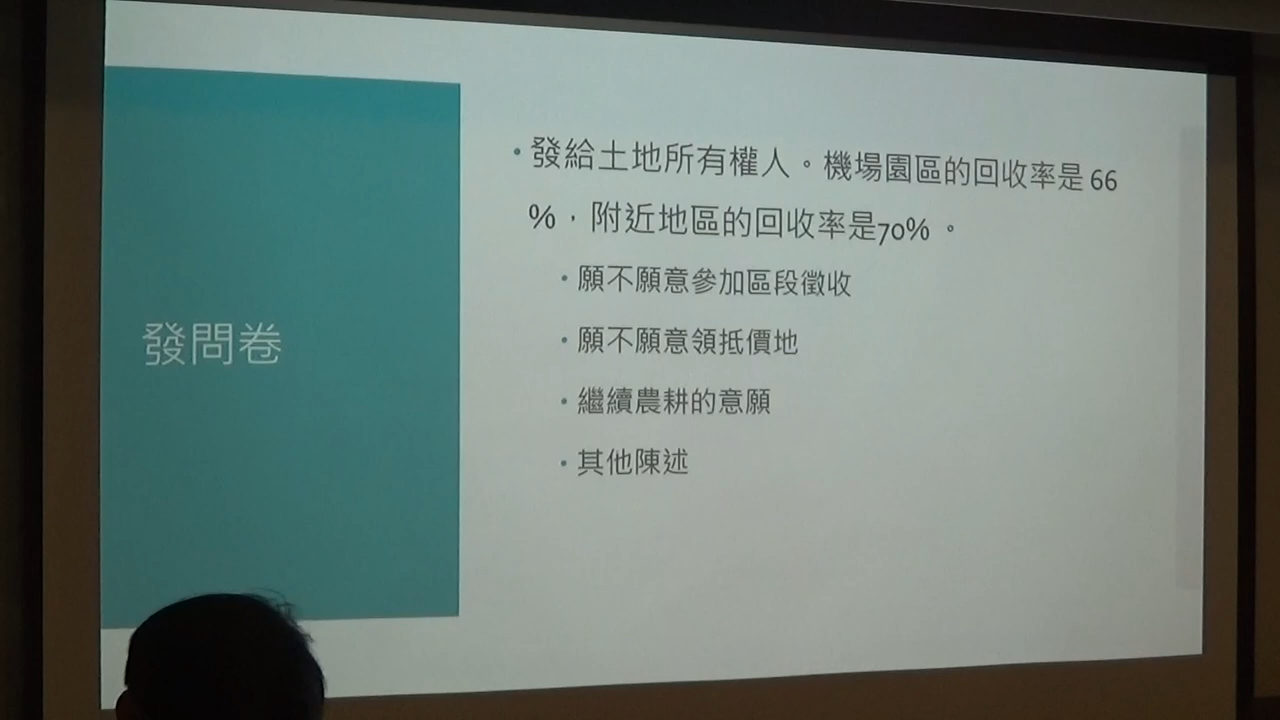 發問卷
• 發給土地所有權人。機場園區的回收率是 66
%,附近地區的回收率是70%。
• 願不願意參加區段徵收
• 願不願意領抵價地
• 繼續農耕的意願
• 其他陳述